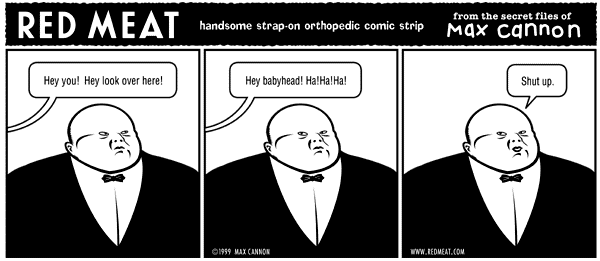 RED MEAT
handsome strap-on orthopedic comic strip
from the secret files of
Max cannon
Hey you! Hey look over here!
Hey babyhead! Ha!Ha!Ha!
Shut up.
©1999 MAX CANNON
WWW.REDMEAT.COM